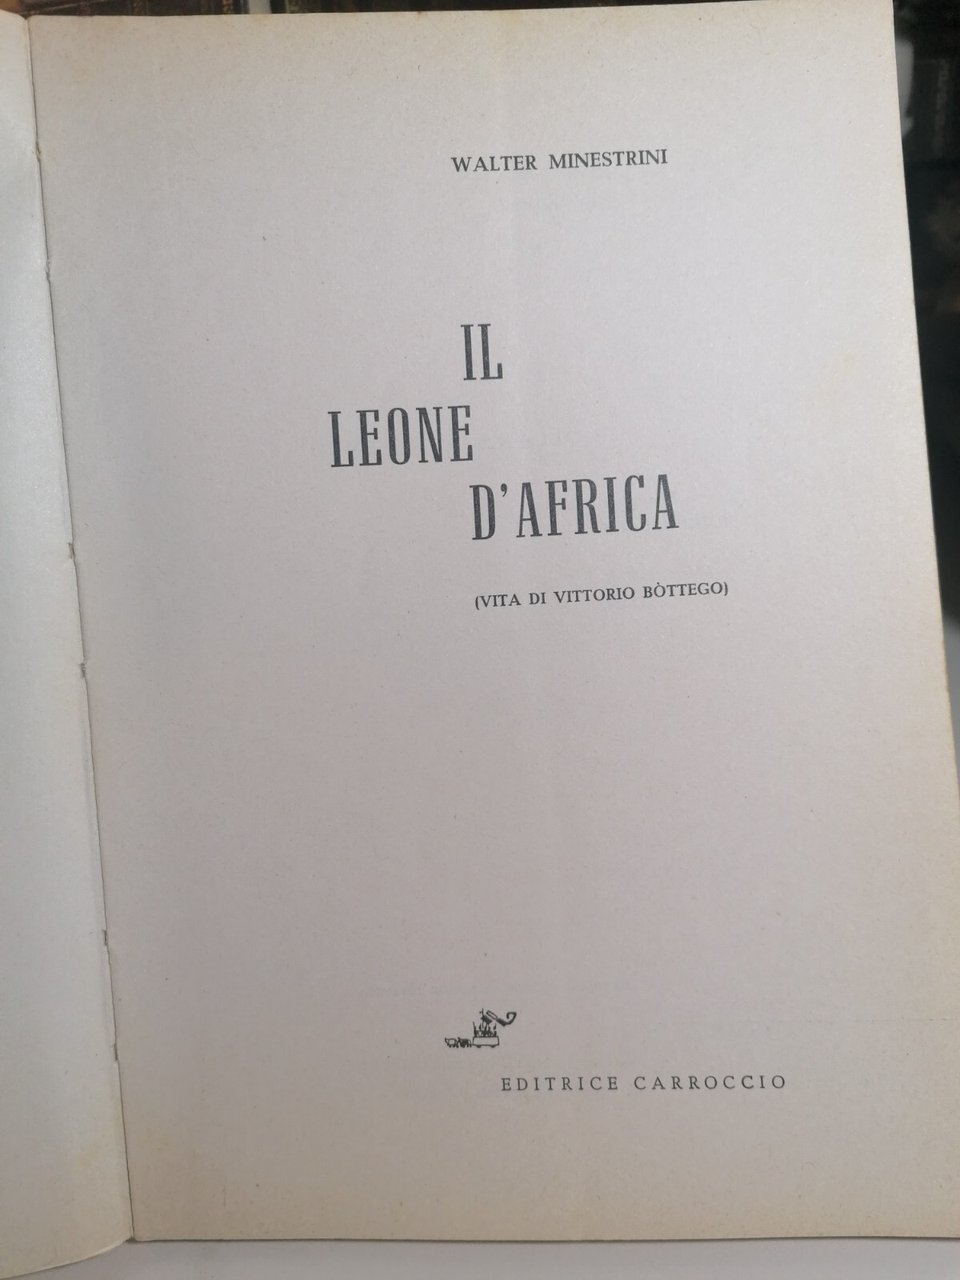 WALTER MINESTRINI
IL
LEONE
D'AFRICA
(VITA DI VITTORIO BÒTTEGO)
EDITRICE CARROCCIO